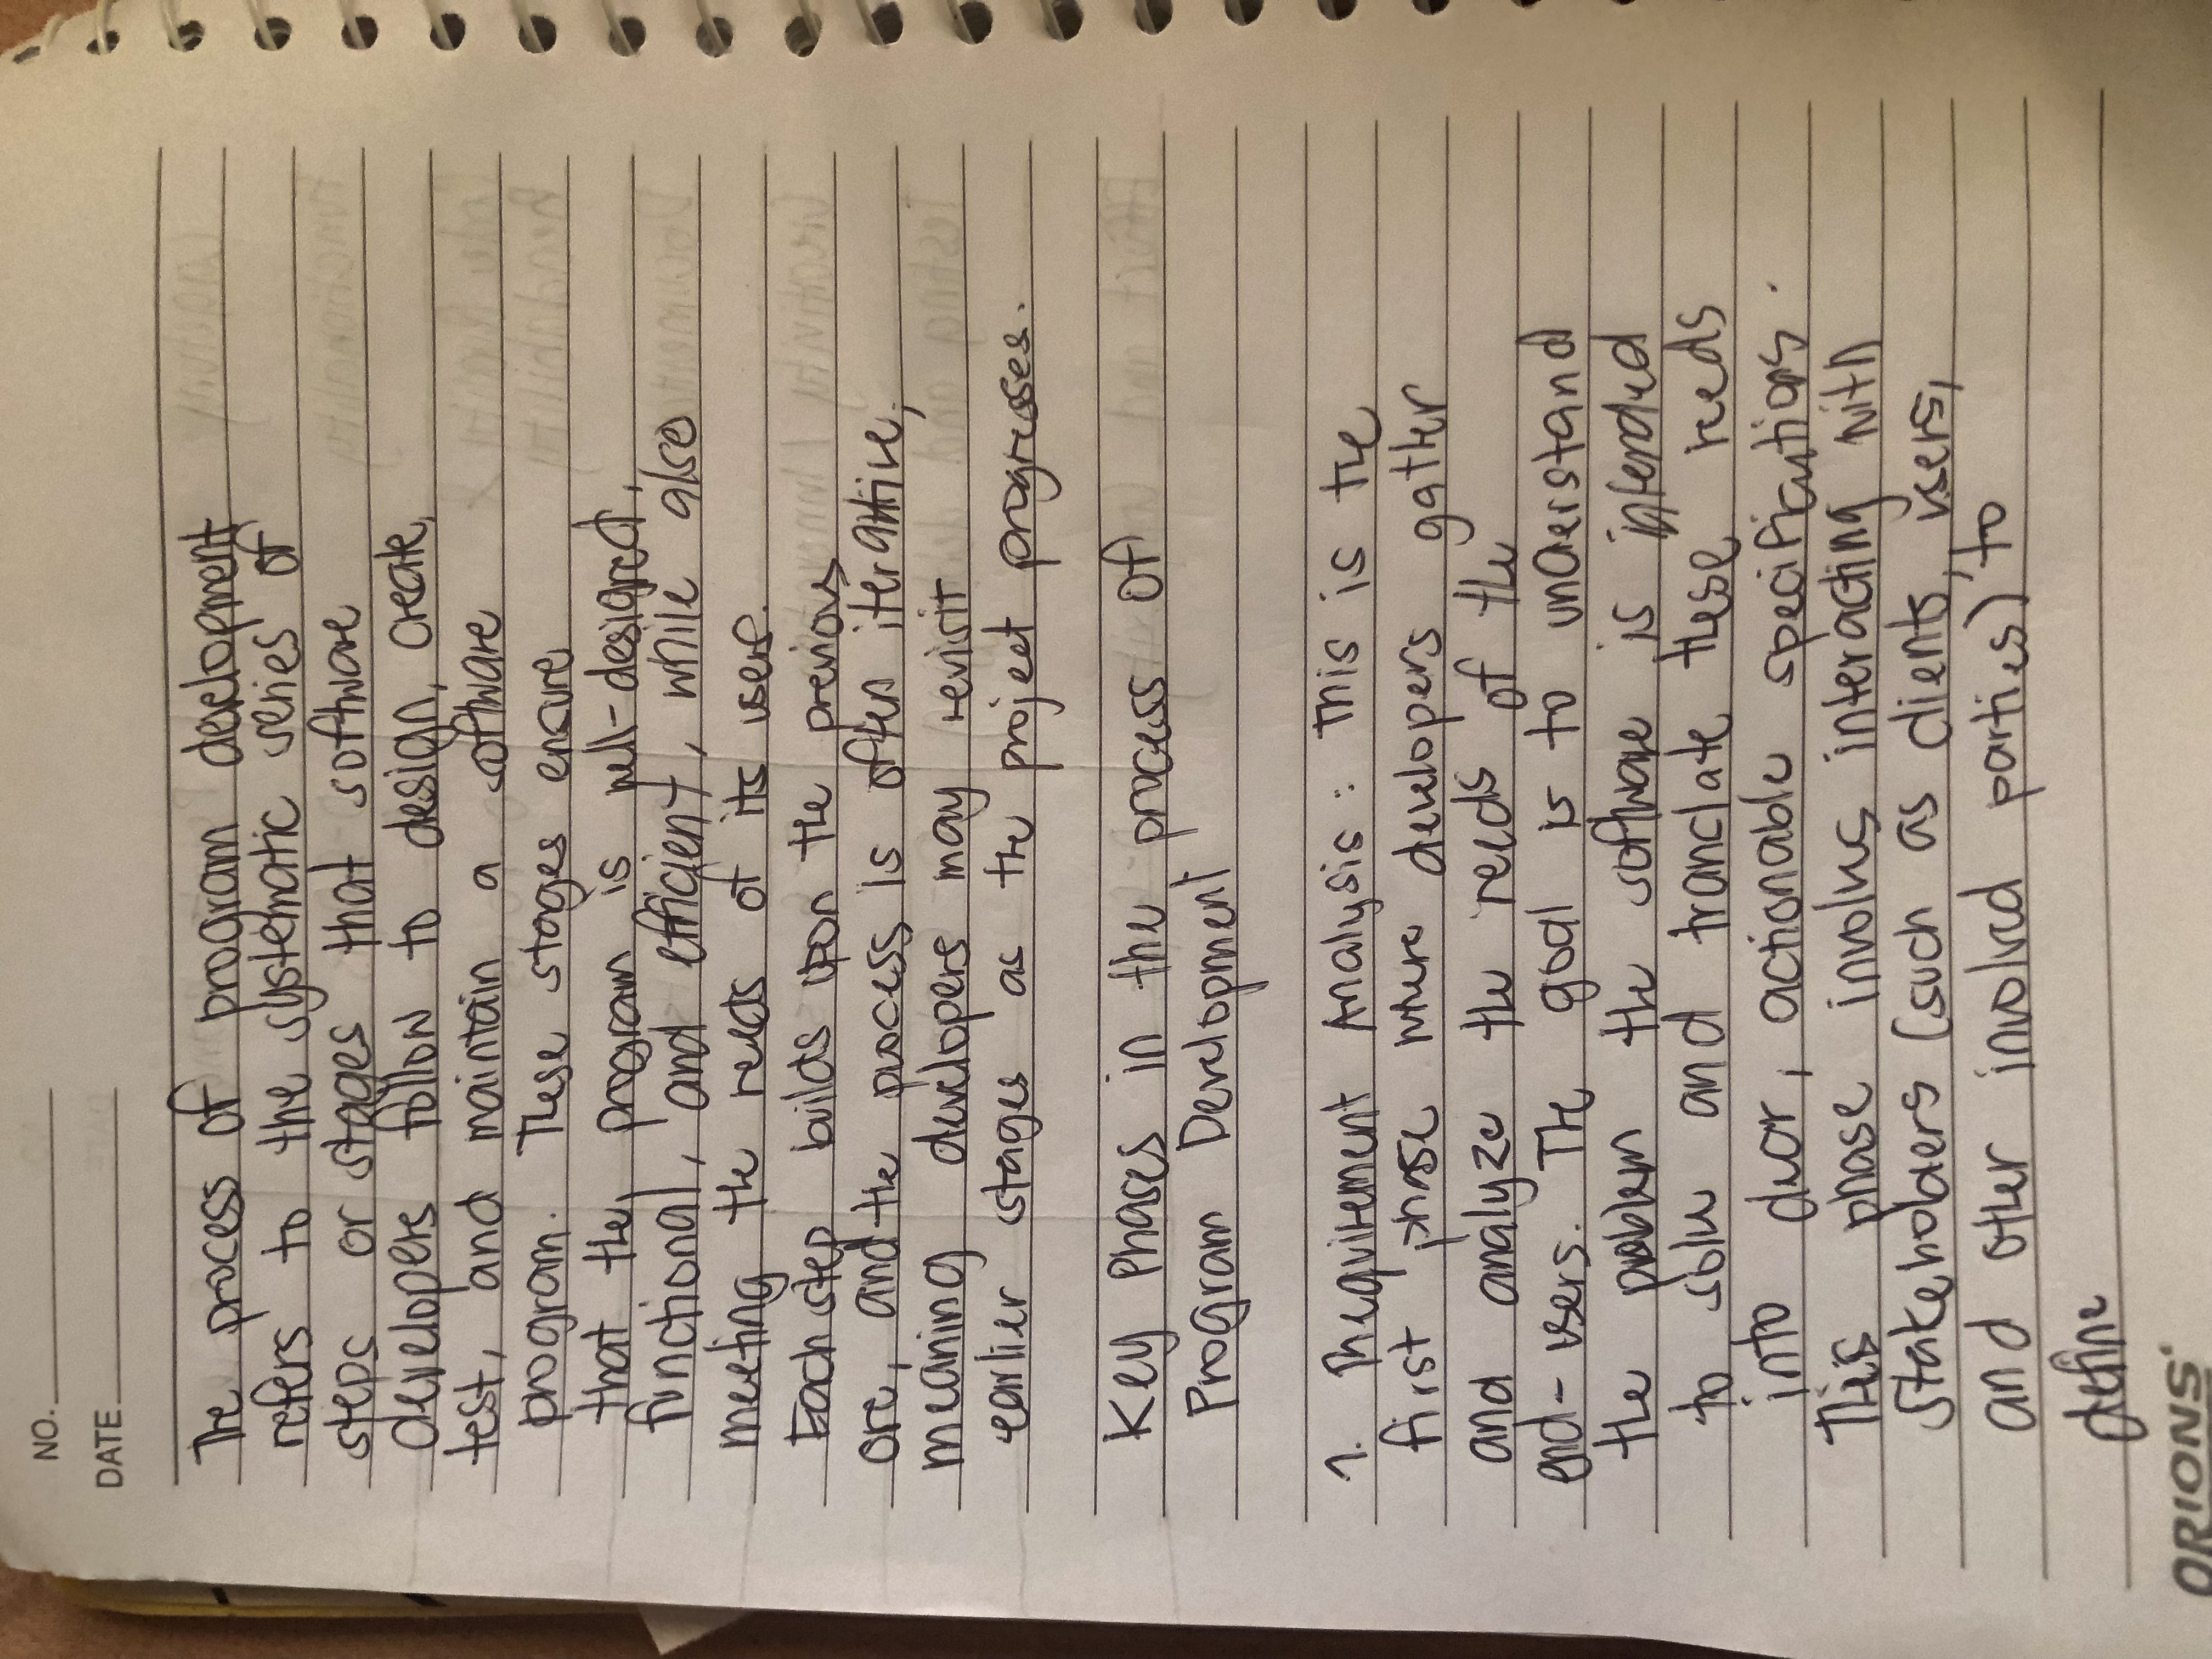 NO.
DATE
The process of program development
refers to the systematic series of
steps or stages that software
developers follow to design, create,
test, and maintain a software
program. These stages ensure
that the program is well-designed,
functional, and efficient, while also
meeting the needs of its users.
Each step builds upon the previous
one, and the process is often iterative,
meaning developers may revisit
earlier stages as the project progresses.
Key Phases in the process of
Program Development
1. Requirement Analysis: This is the
first phase where developers gather
and analyze the needs of the
end-users. The goal is to understand
the problem the software is intended
to solve and translate these needs
into clear, actionable specifications.
This phase involves interacting with
stakeholders (such as clients, users,
and other involved parties) to
define
ORIONS